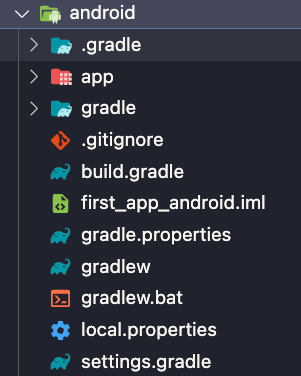 android
.gradle
app
gradle
.gitignore
build.gradle
first_app_android.iml
gradle.properties
gradlew
gradlew.bat
local.properties
settings.gradle